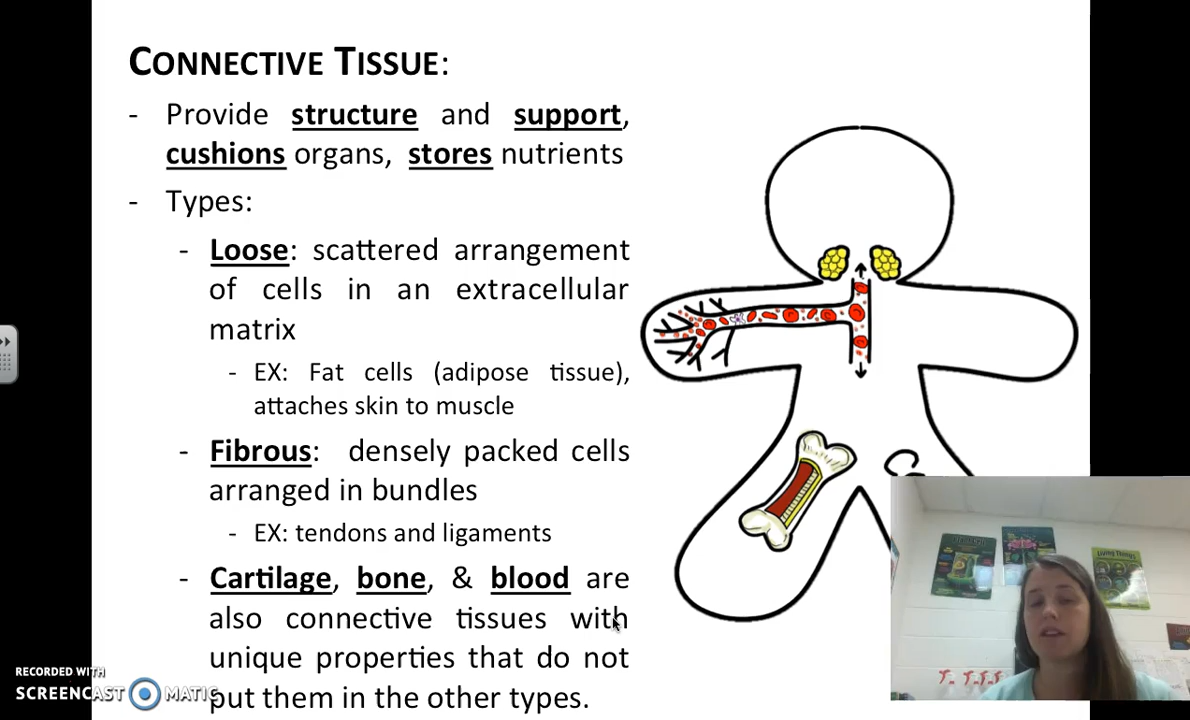 CONNECTIVE TISSUE:
- Provide structure and support,
cushions organs, stores nutrients
- Types:
- Loose: scattered arrangement
of cells in an extracellular
matrix
- EX: Fat cells (adipose tissue),
attaches skin to muscle
- Fibrous: densely packed cells
arranged in bundles
- EX: tendons and ligaments
- Cartilage, bone, & blood are
also connective tissues with
unique properties that do not
put them in the other types.
RECORDED WITH
SCREENCAST MATIC
Living Things